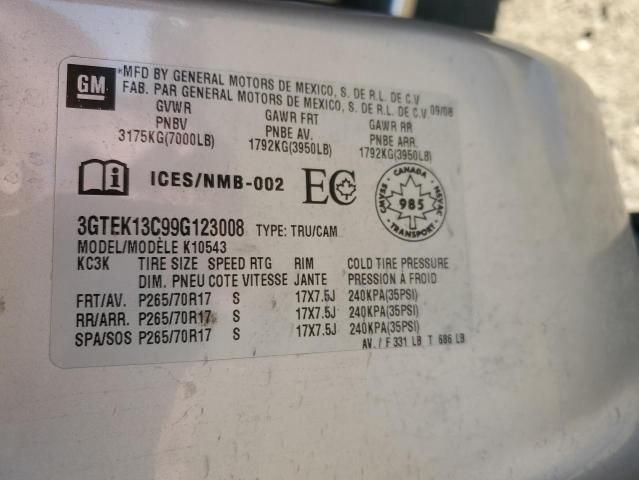 GM
*MFD BY GENERAL MOTORS DE MEXICO, S. DE R.L. DE C.V
FAB. PAR GENERAL MOTORS DE MEXICO, S. DE R.L. DE C.V 09/08
GVWR GAWR FRT GAWR RR
PNBV PNBE AV. PNBE ARR.
3175KG(7000LB) 1792KG(3950LB) 1792KG(3950LB)
i ICES/NMB-002 EC
CANADA
CMVSS NSVAC
985
TRANSPORT
3GTEK13C99G123008 TYPE: TRU/CAM
MODEL/MODÈLE K10543
KC3K TIRE SIZE SPEED RTG RIM COLD TIRE PRESSURE
DIM. PNEU COTE VITESSE JANTE PRESSION À FROID
FRT/AV. P265/70R17 S 17X7.5J 240KPA(35PSI)
RR/ARR. P265/70R17 S 17X7.5J 240KPA(35PSI)
SPA/SOS P265/70R17 S 17X7.5J 240KPA(35PSI)
AV. / F 331 LB T 686 LB